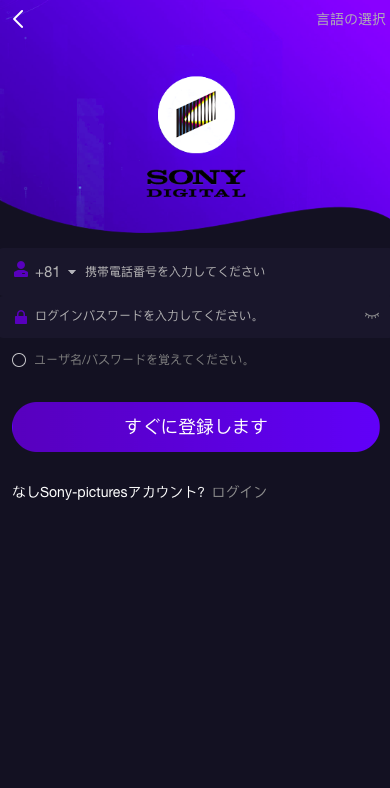 言語の選択
SONY
DIGITAL
+81 携帯電話番号を入力してください
ログインパスワードを入力してください。
ユーザ名/パスワードを覚えてください。
すぐに登録します
なしSony-picturesアカウント? ログイン